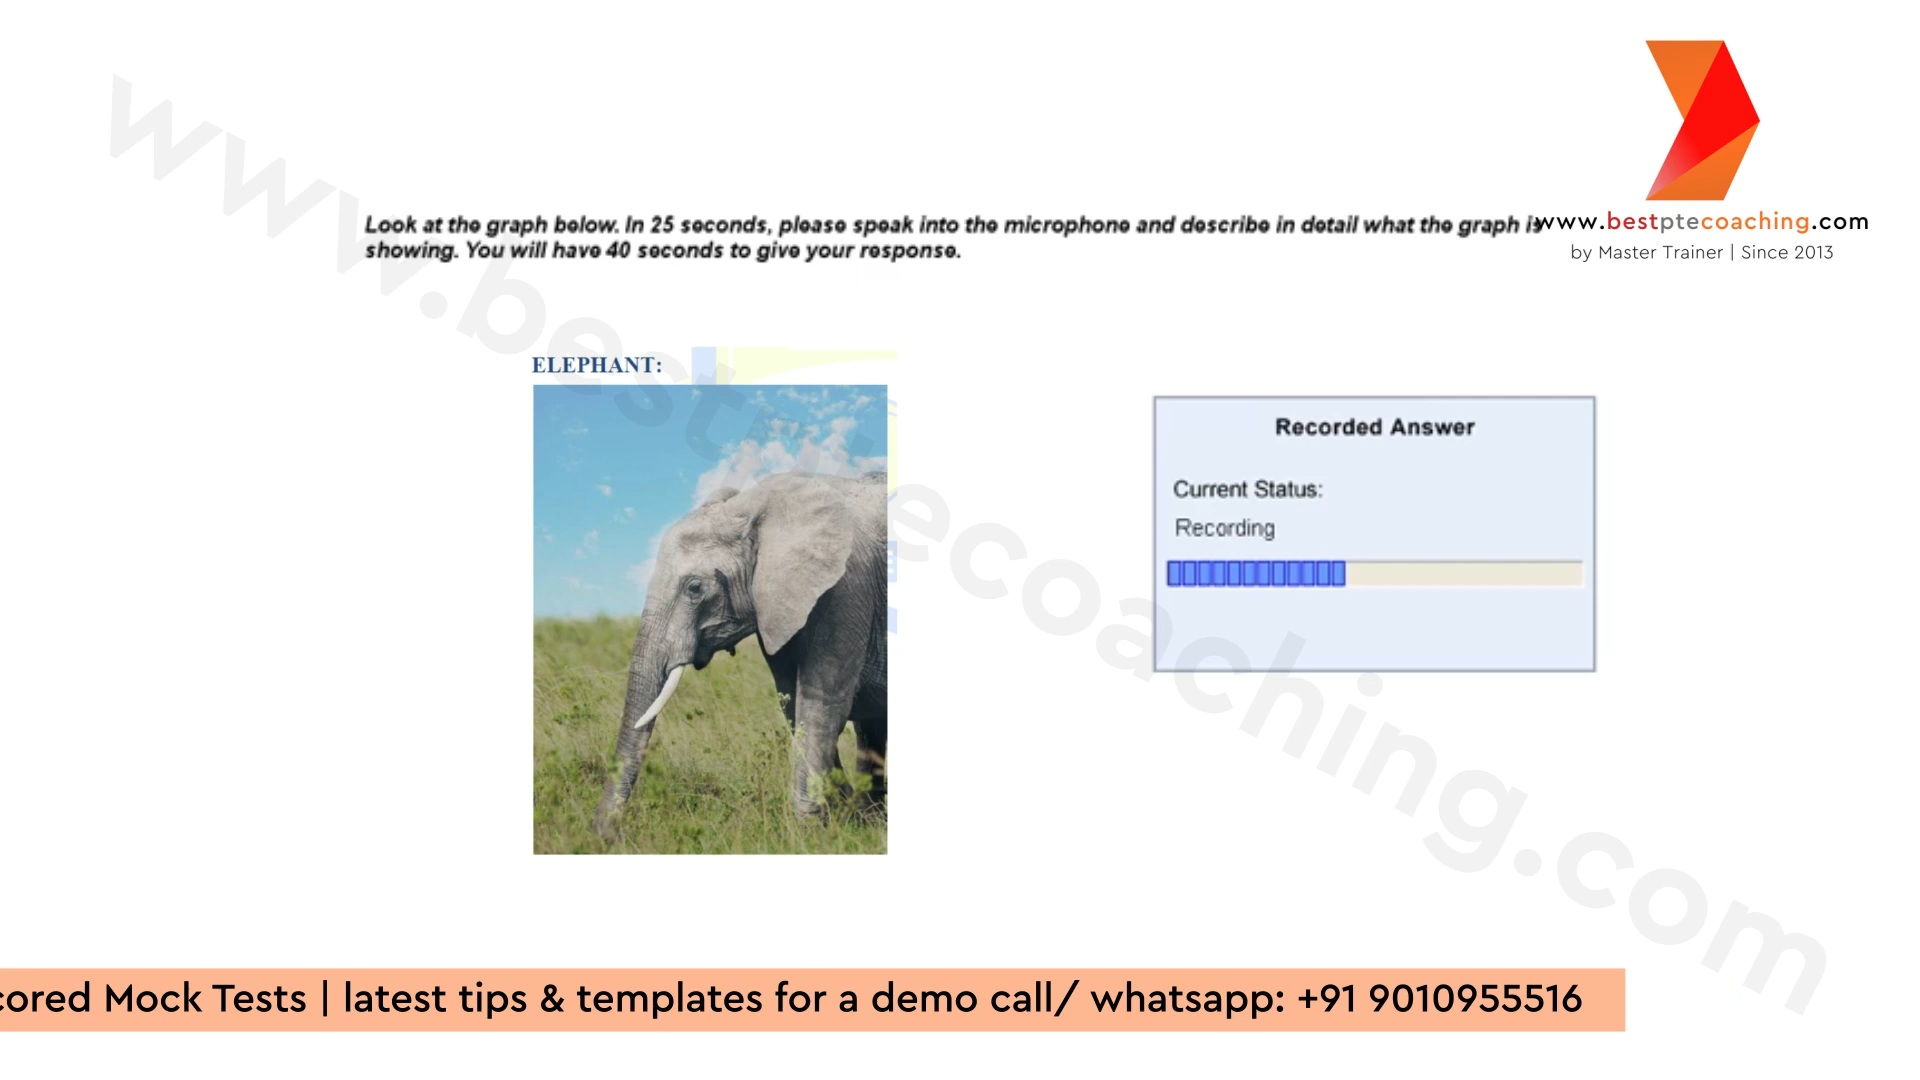 www.bestptecoaching.com
Look at the graph below. In 25 seconds, please speak into the microphone and describe in detail what the graph is
showing. You will have 40 seconds to give your response.
www.bestptecoaching.com
by Master Trainer | Since 2013
ELEPHANT:
Recorded Answer
Current Status:
Recording
cored Mock Tests | latest tips & templates for a demo call/ whatsapp: +91 9010955516